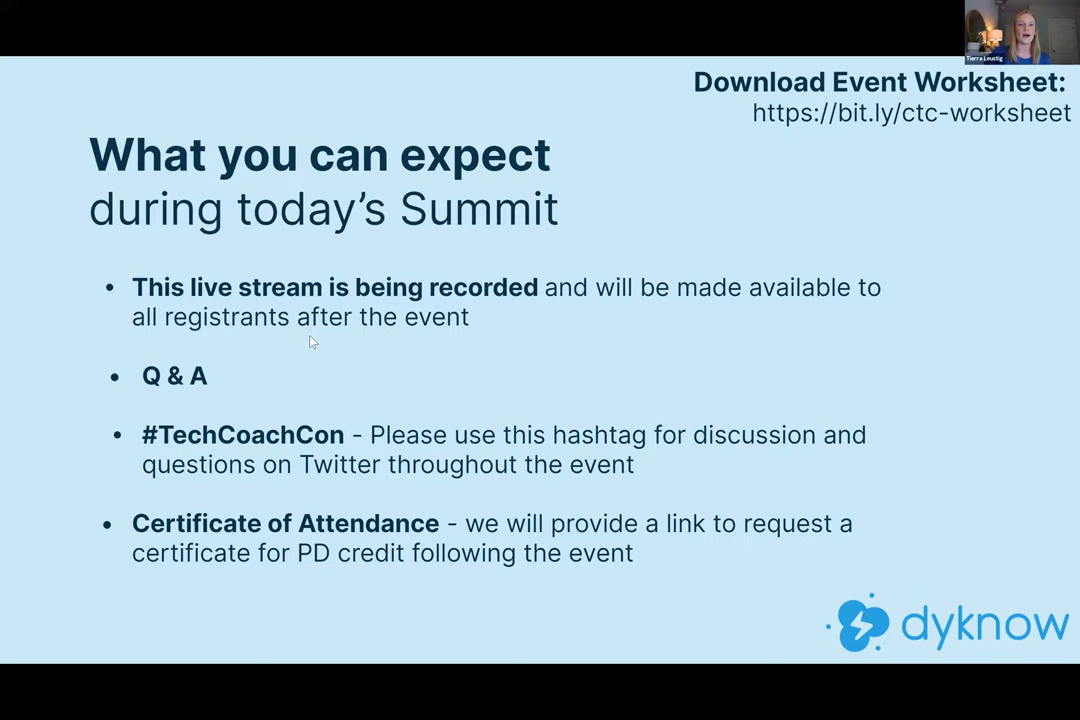 Tierra Leustig
Download Event Worksheet:
https://bit.ly/ctc-worksheet
What you can expect
during today's Summit
• This live stream is being recorded and will be made available to
all registrants after the event
• Q & A
• #TechCoachCon - Please use this hashtag for discussion and
questions on Twitter throughout the event
• Certificate of Attendance - we will provide a link to request a
certificate for PD credit following the event
dyknow